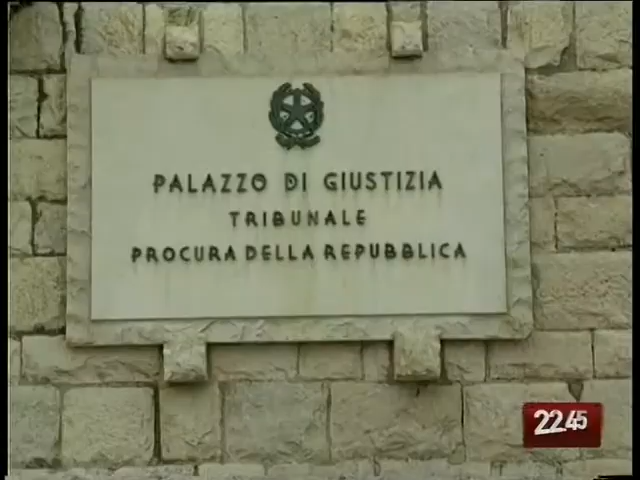 PALAZZO DI GIUSTIZIA
TRIBUNALE
PROCURA DELLA REPUBBLICA
22.45